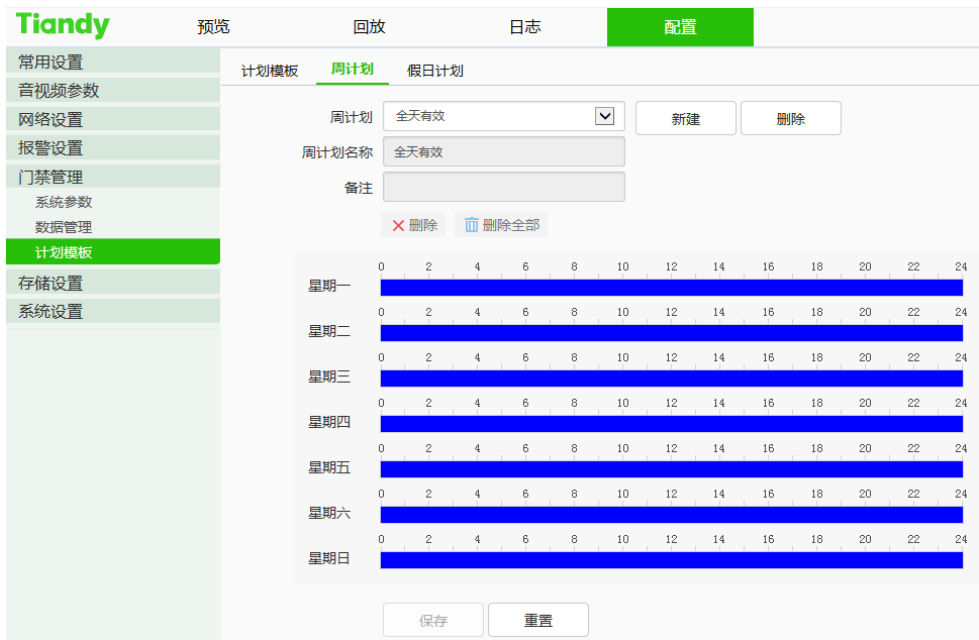 Tiandy 预览 回放 日志 配置
常用设置
音视频参数
网络设置
报警设置
门禁管理
系统参数
数据管理
计划模板
存储设置
系统设置
计划模板 周计划 假日计划
周计划 全天有效 新建 删除
周计划名称 全天有效
备注
删除 删除全部
0 2 4 6 8 10 12 14 16 18 20 22 24
星期一
0 2 4 6 8 10 12 14 16 18 20 22 24
星期二
0 2 4 6 8 10 12 14 16 18 20 22 24
星期三
0 2 4 6 8 10 12 14 16 18 20 22 24
星期四
0 2 4 6 8 10 12 14 16 18 20 22 24
星期五
0 2 4 6 8 10 12 14 16 18 20 22 24
星期六
0 2 4 6 8 10 12 14 16 18 20 22 24
星期日
保存 重置